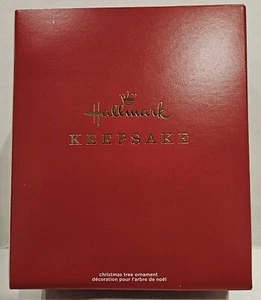 Hallmark
KEEPSAKE
christmas tree ornament
décoration pour l'arbre de noël